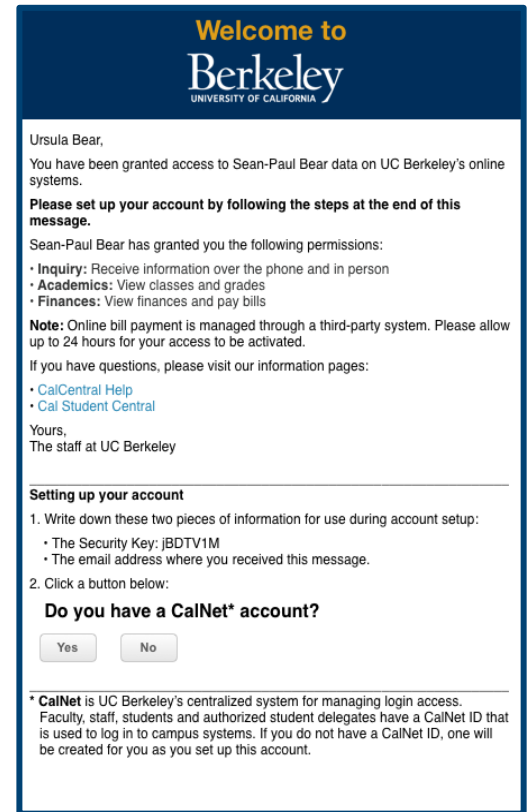 Welcome to
Berkeley
UNIVERSITY OF CALIFORNIA
Ursula Bear,
You have been granted access to Sean-Paul Bear data on UC Berkeley's online
systems.
Please set up your account by following the steps at the end of this
message.
Sean-Paul Bear has granted you the following permissions:
• Inquiry: Receive information over the phone and in person
• Academics: View classes and grades
• Finances: View finances and pay bills
Note: Online bill payment is managed through a third-party system. Please allow
up to 24 hours for your access to be activated.
If you have questions, please visit our information pages:
• CalCentral Help
• Cal Student Central
Yours,
The staff at UC Berkeley
Setting up your account
1. Write down these two pieces of information for use during account setup:
• The Security Key: jBDTV1M
• The email address where you received this message.
2. Click a button below:
Do you have a CalNet* account?
Yes No
* CalNet is UC Berkeley's centralized system for managing login access.
Faculty, staff, students and authorized student delegates have a CalNet ID that
is used to log in to campus systems. If you do not have a CalNet ID, one will
be created for you as you set up this account.